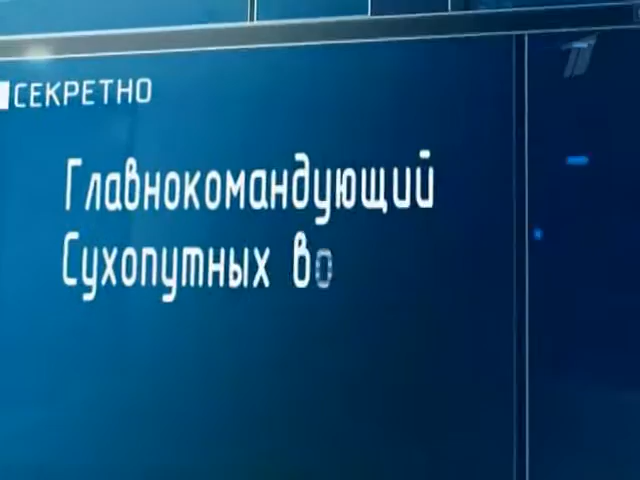 СЕКРЕТНО
Главнокомандующий
Сухопутных во